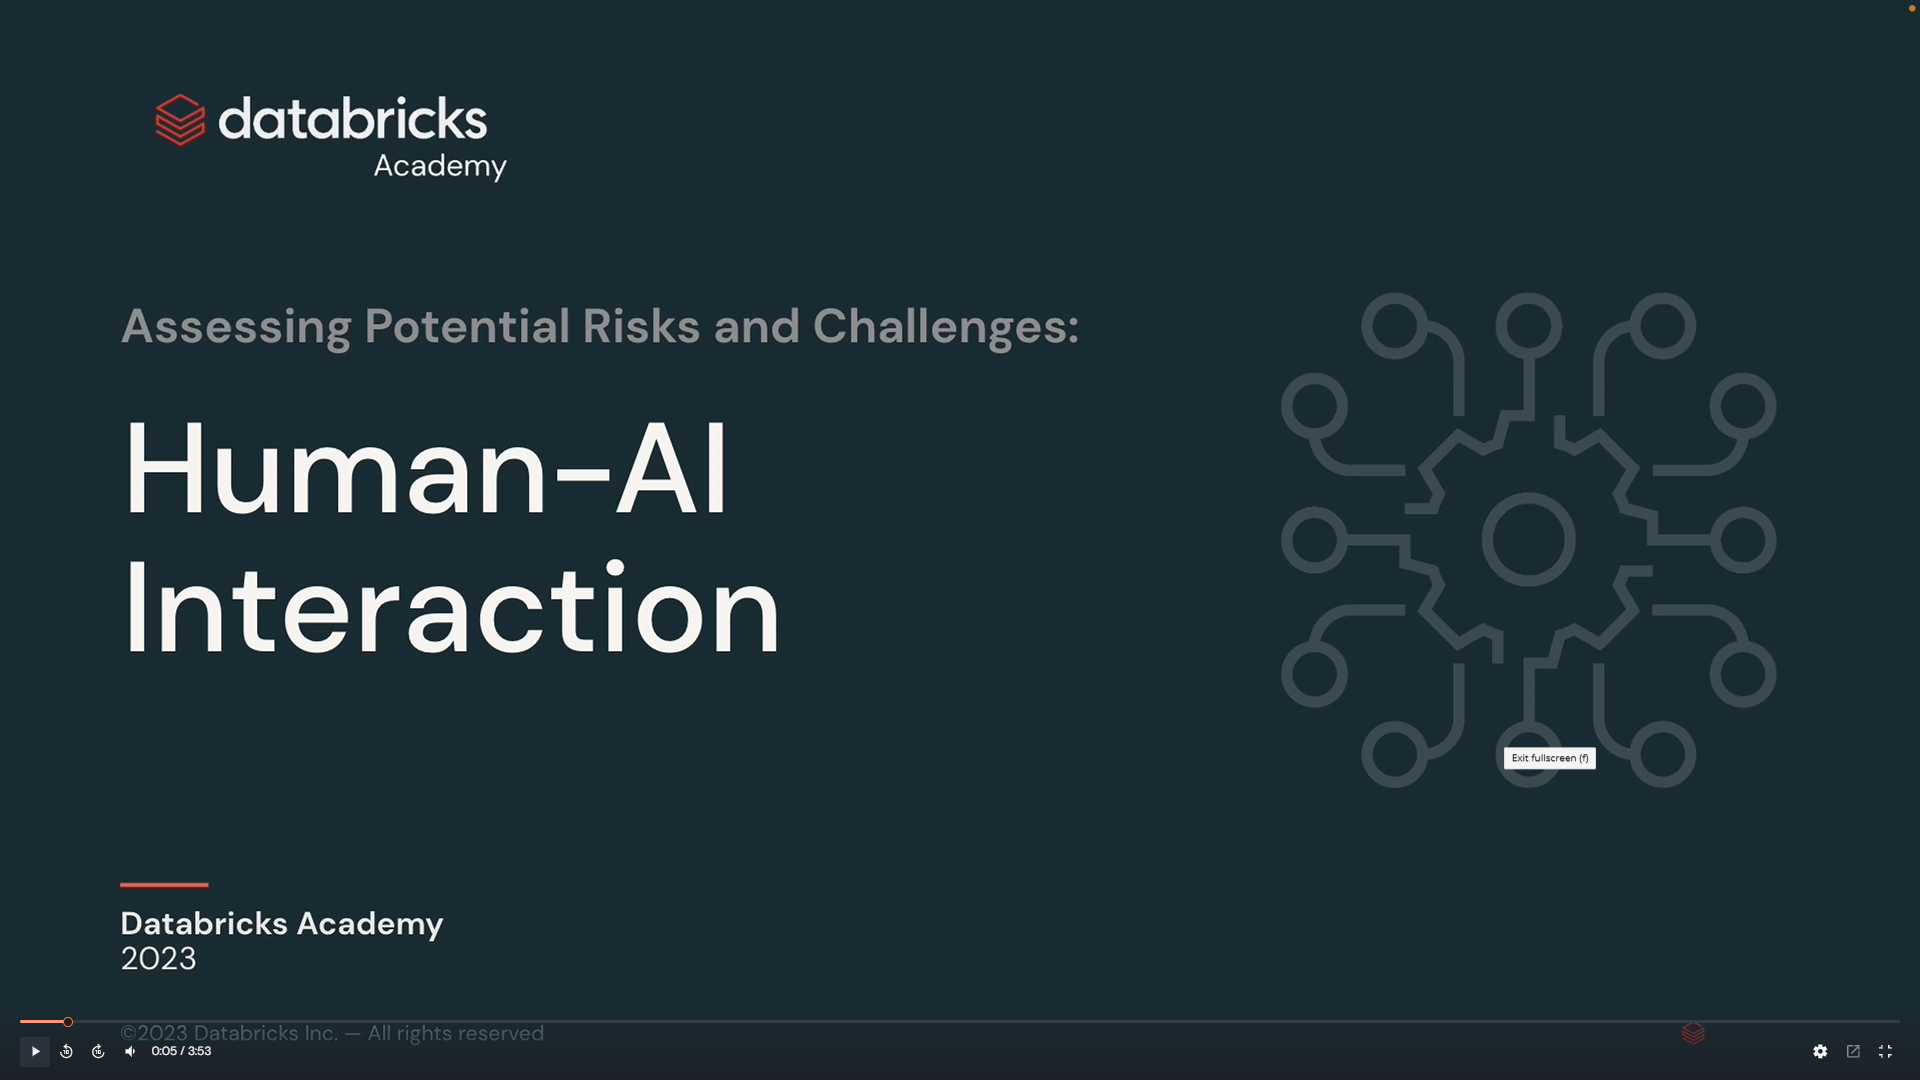 databricks
Academy
Assessing Potential Risks and Challenges:
Human-AI
Interaction
Exit fullscreen (f)
Databricks Academy
2023
©2023 Databricks Inc. — All rights reserved
0:05 / 3:53